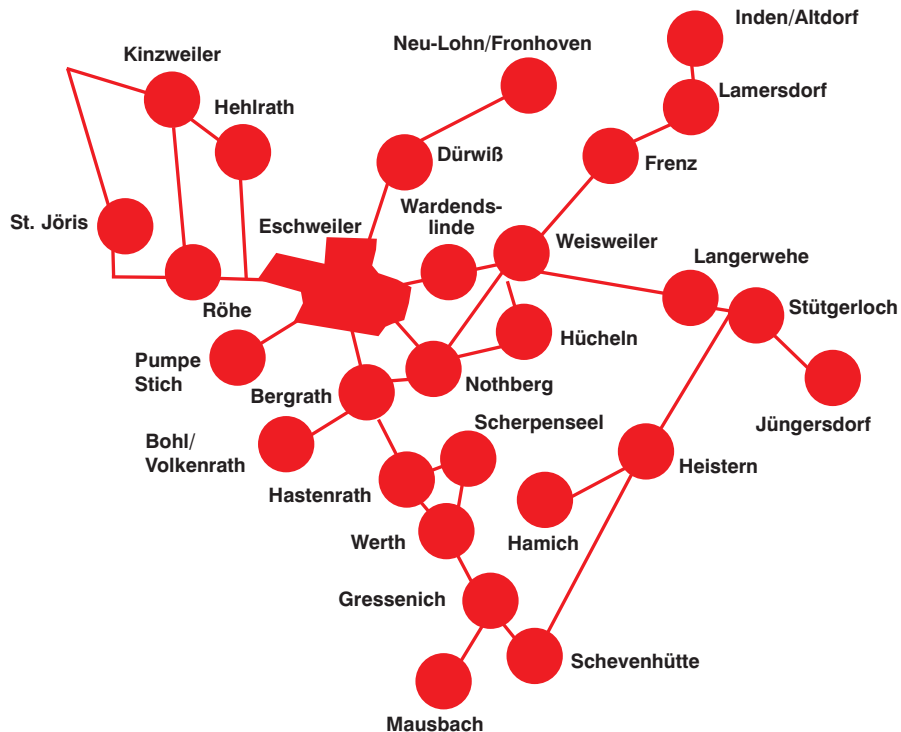 Inden/Altdorf
Neu-Lohn/Fronhoven
Kinzweiler
Lamersdorf
Hehlrath
Dürwiß
Frenz
Wardends-
linde
St. Jöris
Eschweiler
Weisweiler
Langerwehe
Stütgerloch
Röhe
Hücheln
Pumpe
Stich
Nothberg
Bergrath
Scherpenseel
Jüngersdorf
Bohl/
Volkenrath
Heistern
Hastenrath
Werth
Hamich
Gressenich
Schevenhütte
Mausbach